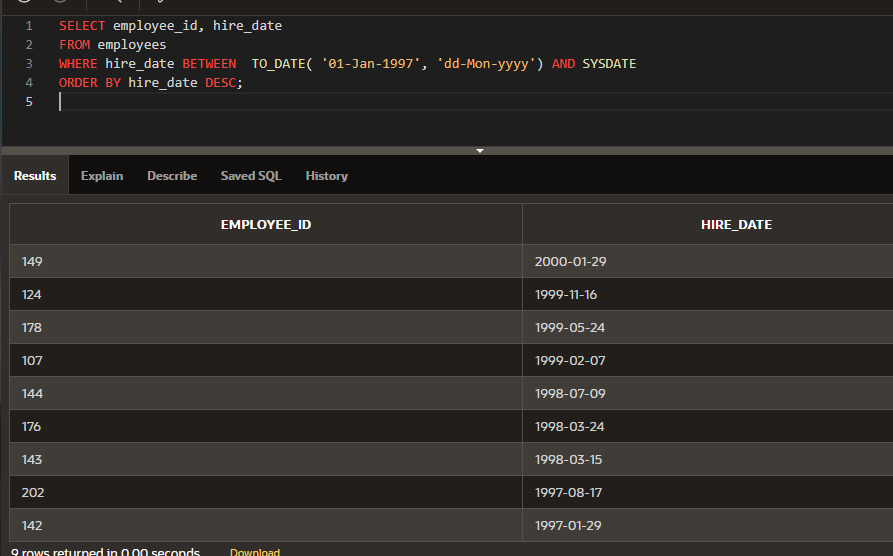 1 SELECT employee_id, hire_date
2 FROM employees
3 WHERE hire_date BETWEEN  TO_DATE( '01-Jan-1997', 'dd-Mon-yyyy') AND SYSDATE
4 ORDER BY hire_date DESC;
5
Results Explain Describe Saved SQL History
EMPLOYEE_ID HIRE_DATE
149 2000-01-29
124 1999-11-16
178 1999-05-24
107 1999-02-07
144 1998-07-09
176 1998-03-24
143 1998-03-15
202 1997-08-17
142 1997-01-29
9 rows returned in 0.00 seconds Download